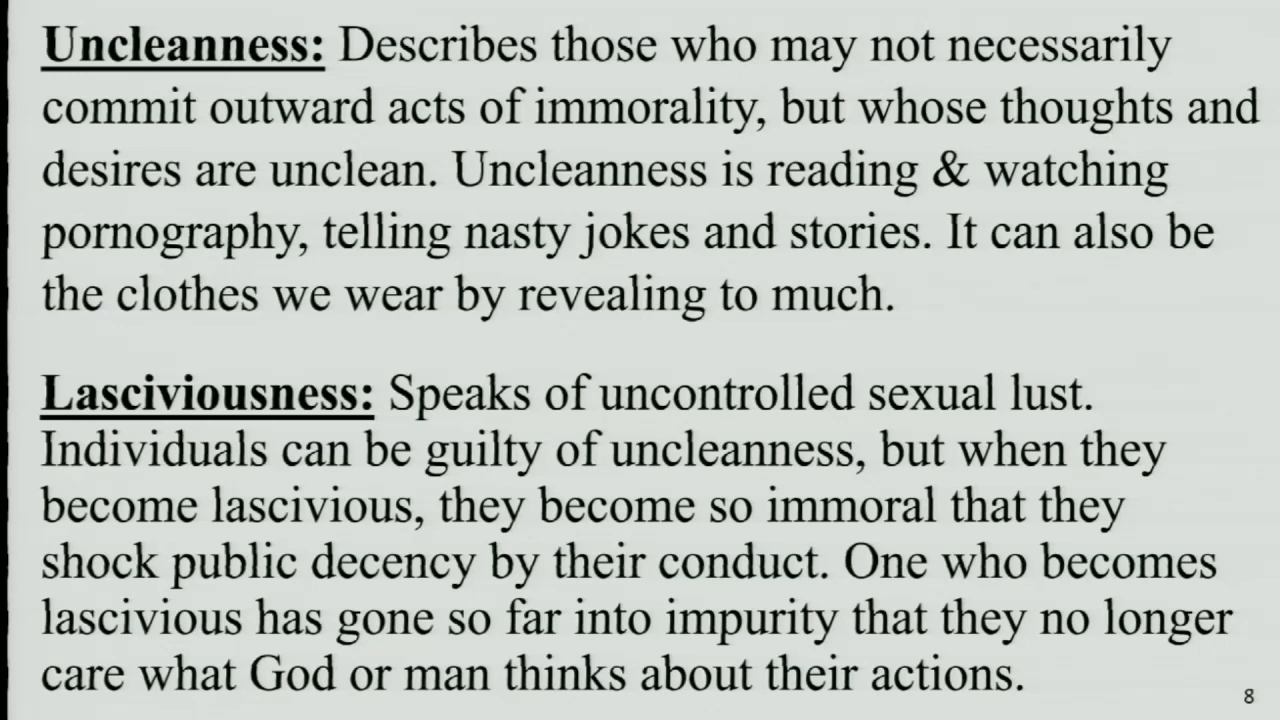 Uncleanness: Describes those who may not necessarily
commit outward acts of immorality, but whose thoughts and
desires are unclean. Uncleanness is reading & watching
pornography, telling nasty jokes and stories. It can also be
the clothes we wear by revealing to much.
Lasciviousness: Speaks of uncontrolled sexual lust.
Individuals can be guilty of uncleanness, but when they
become lascivious, they become so immoral that they
shock public decency by their conduct. One who becomes
lascivious has gone so far into impurity that they no longer
care what God or man thinks about their actions.
8